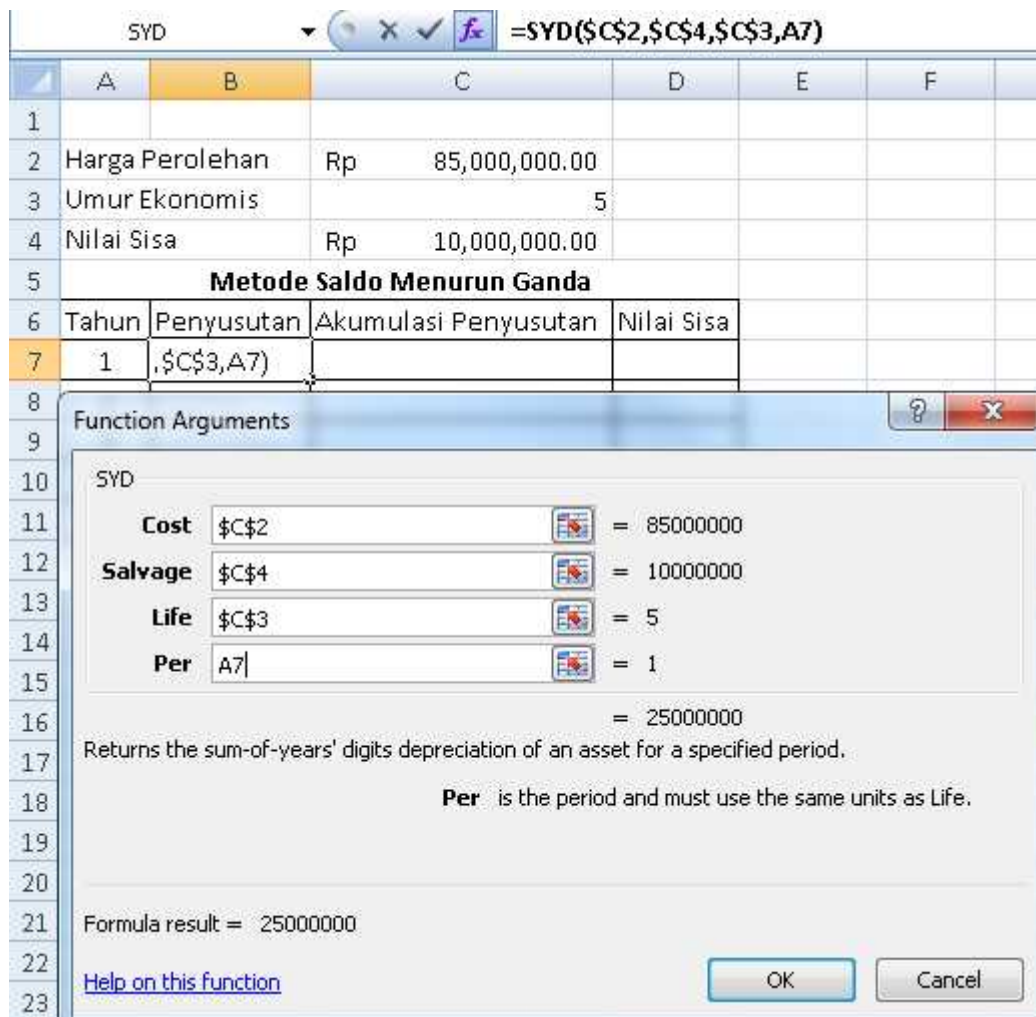 SYD =SYD($C$2,$C$4,$C$3,A7)
A B C D E F
1
2 Harga Perolehan Rp 85,000,000.00
3 Umur Ekonomis 5
4 Nilai Sisa Rp 10,000,000.00
5 Metode Saldo Menurun Ganda
6 Tahun Penyusutan Akumulasi Penyusutan Nilai Sisa
7 1 ,$C$3,A7)
8
9 Function Arguments
10 SYD
11 Cost $C$2 = 85000000
12 Salvage $C$4 = 10000000
13 Life $C$3 = 5
14
15 Per A7 = 1
16 = 25000000
17 Returns the sum-of-years' digits depreciation of an asset for a specified period.
18 Per is the period and must use the same units as Life.
19
20
21 Formula result = 25000000
22
23 Help on this function OK Cancel